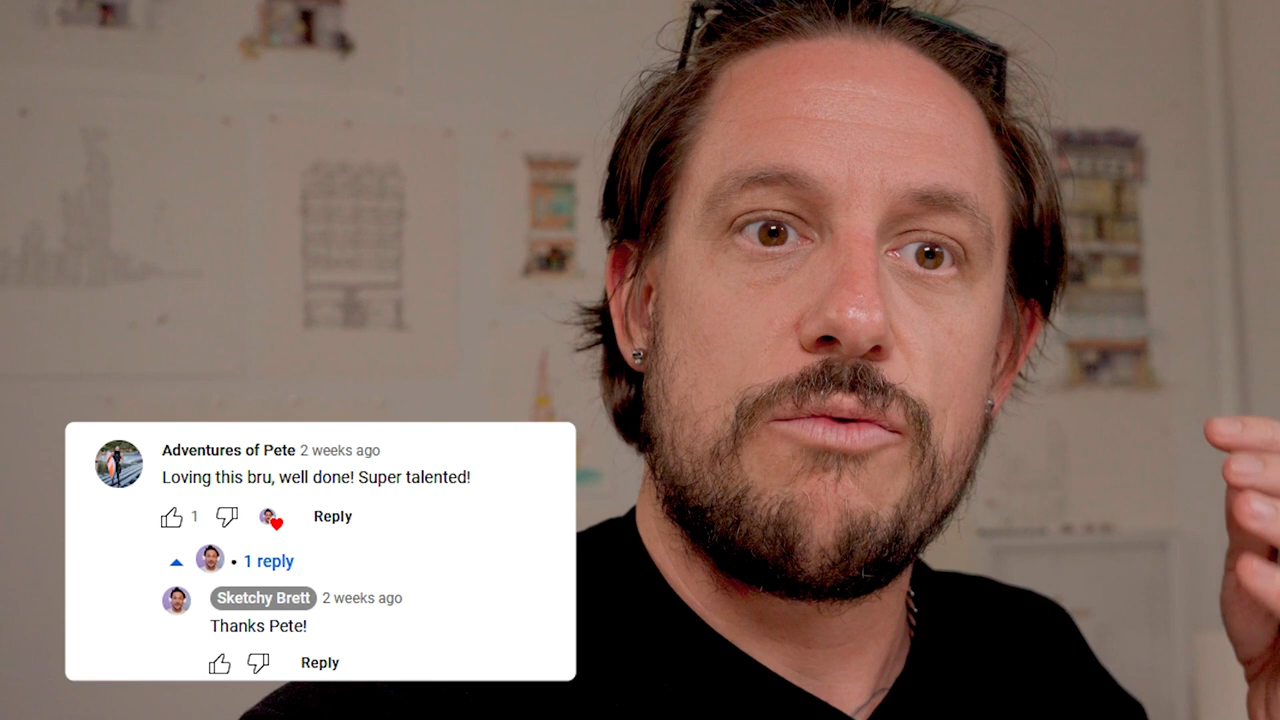 Adventures of Pete 2 weeks ago
Loving this bru, well done! Super talented!
1 Reply
• 1 reply
Sketchy Brett 2 weeks ago
Thanks Pete!
Reply